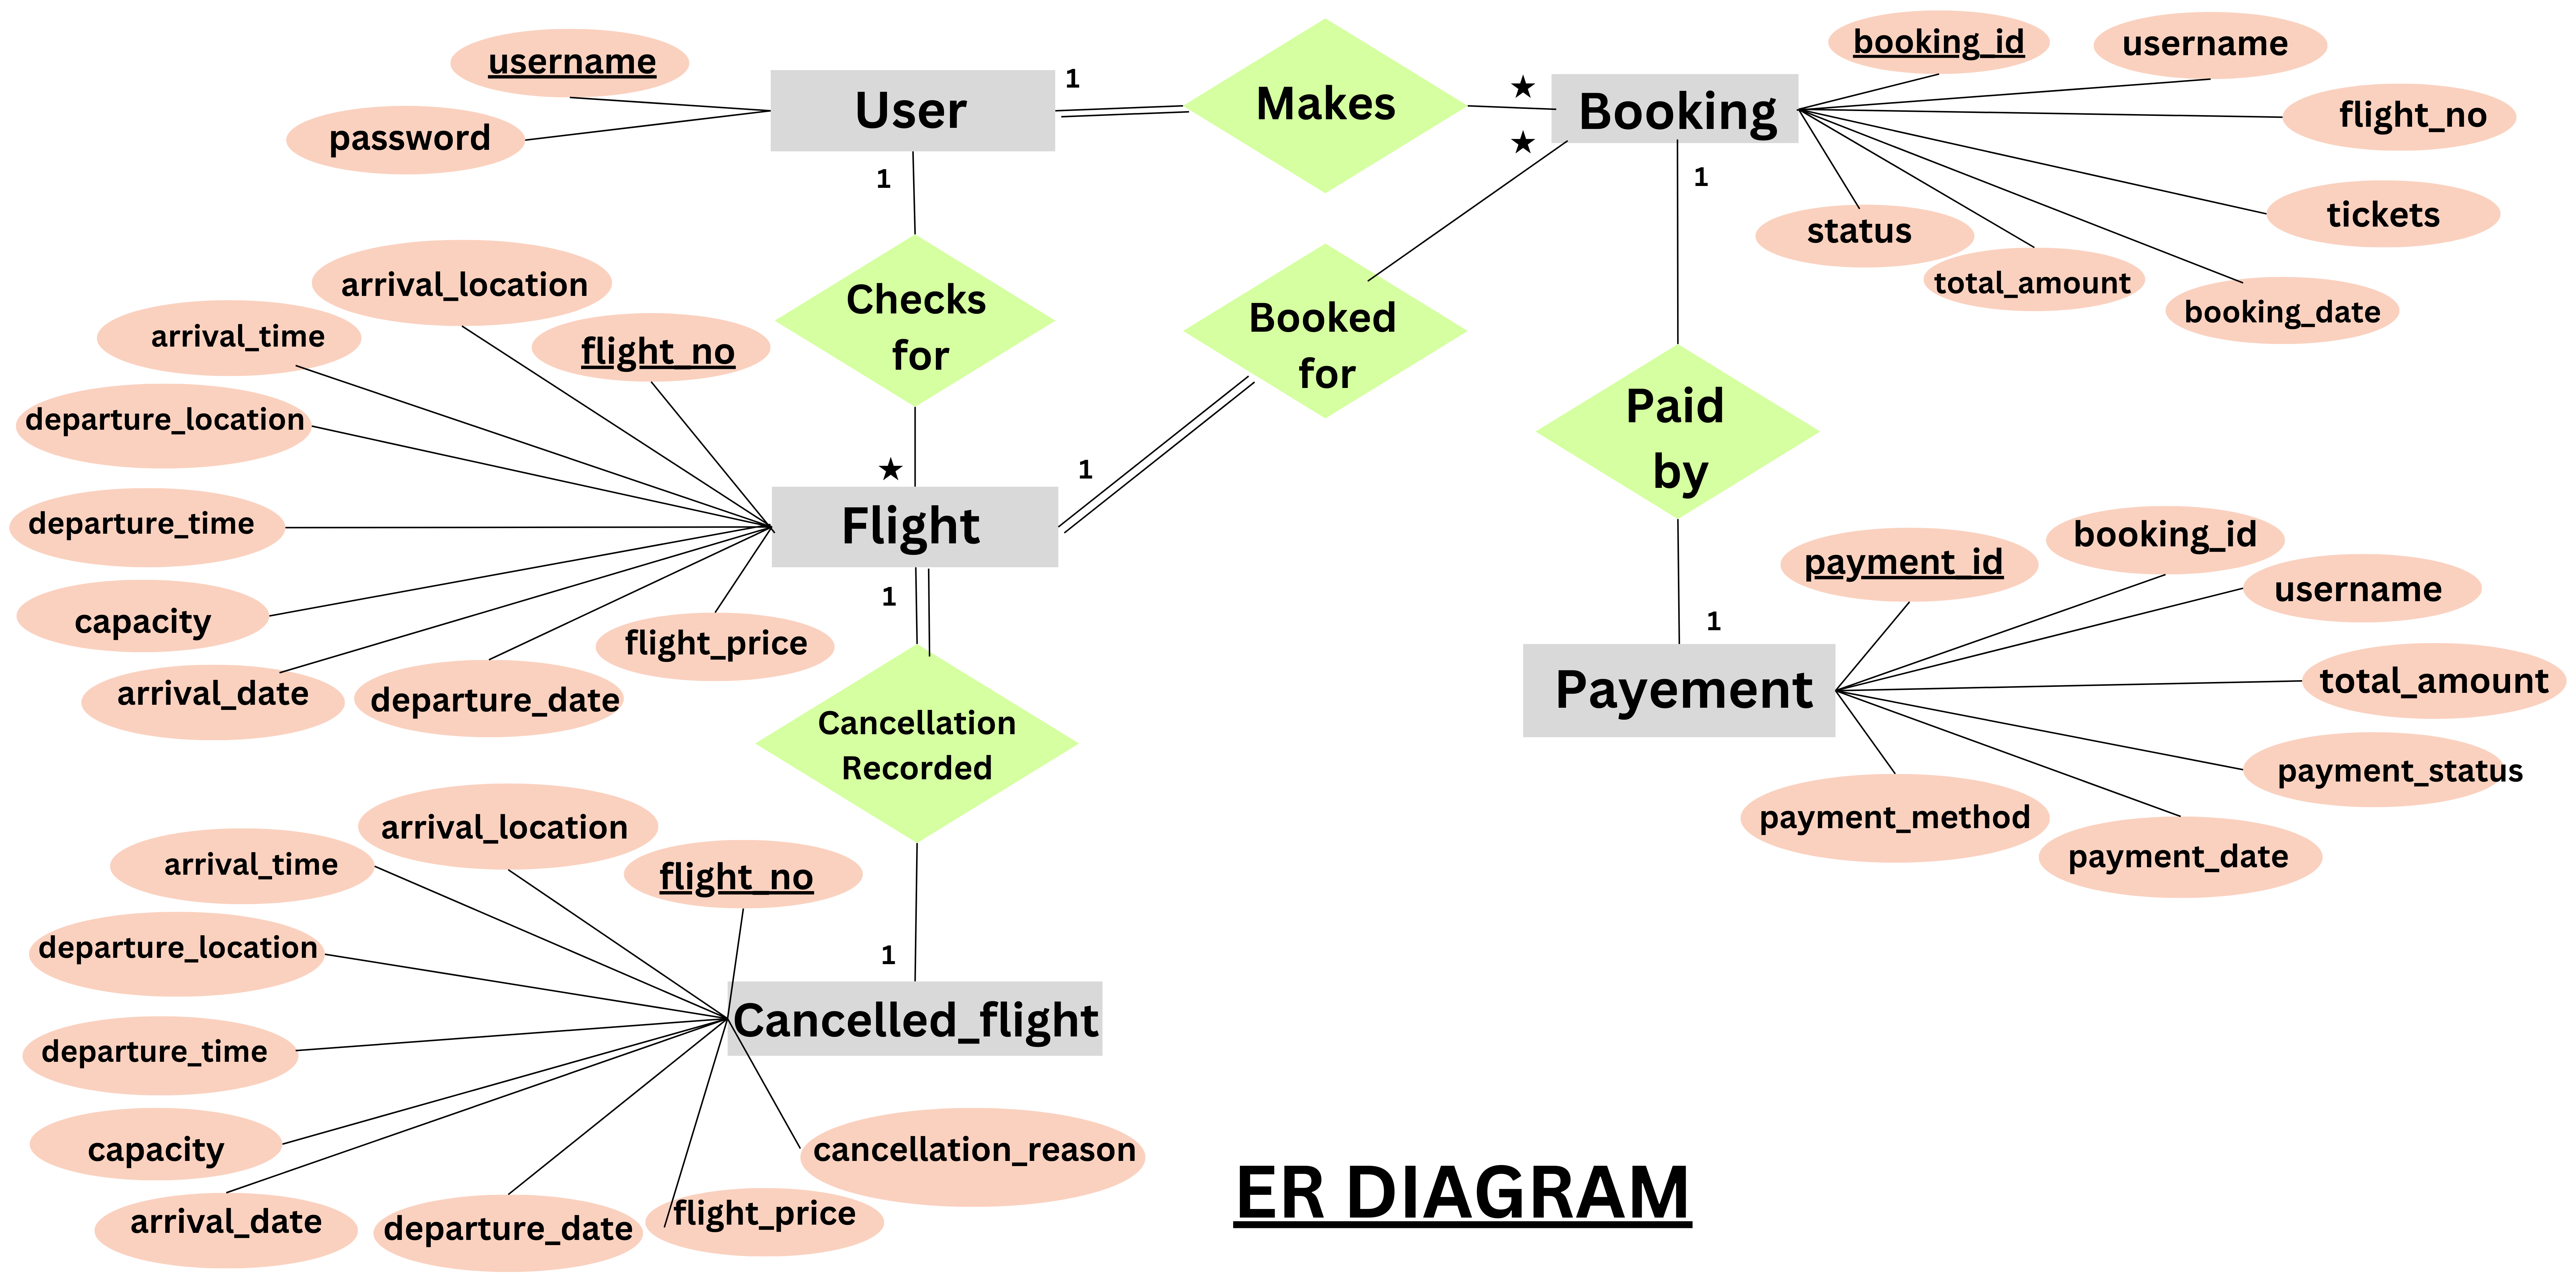 username
password
User
1
Makes
★
Booking
★
booking_id
username
flight_no
tickets
booking_date
total_amount
status
1
1
Checks
for
★
Booked
for
1
Paid
by
1
arrival_location
arrival_time
flight_no
departure_location
departure_time
capacity
arrival_date
departure_date
flight_price
Flight
1
Cancellation
Recorded
1
Payement
payment_id
booking_id
username
total_amount
payment_status
payment_date
payment_method
arrival_location
arrival_time
flight_no
departure_location
departure_time
capacity
arrival_date
departure_date
flight_price
cancellation_reason
Cancelled_flight
ER DIAGRAM